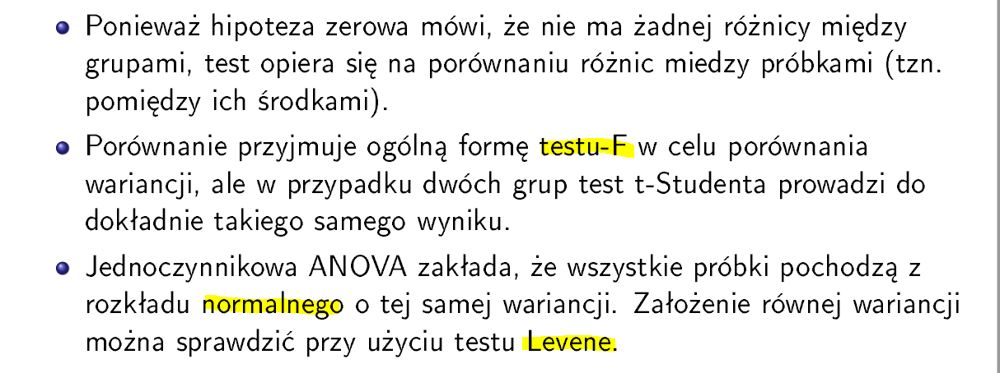 Ponieważ hipoteza zerowa mówi, że nie ma żadnej różnicy między
grupami, test opiera się na porównaniu różnic miedzy próbkami (tzn.
pomiędzy ich środkami).
Porównanie przyjmuje ogólną formę testu-F w celu porównania
wariancji, ale w przypadku dwóch grup test t-Studenta prowadzi do
dokładnie takiego samego wyniku.
Jednoczynnikowa ANOVA zakłada, że wszystkie próbki pochodzą z
rozkładu normalnego o tej samej wariancji. Założenie równej wariancji
można sprawdzić przy użyciu testu Levene.